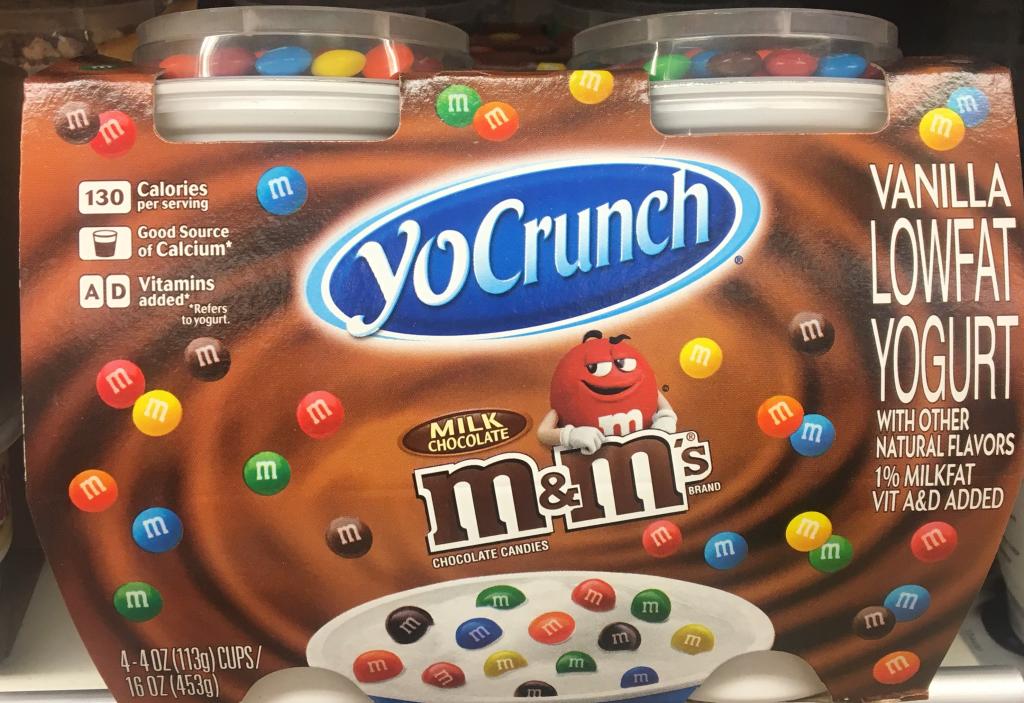 130 Calories
per serving
Good Source
of Calcium*
A D Vitamins
added*
*Refers
to yogurt.
YoCrunch®
MILK
CHOCOLATE
m&m's®
BRAND
CHOCOLATE CANDIES
VANILLA
LOWFAT
YOGURT
WITH OTHER
NATURAL FLAVORS
1% MILKFAT
VIT A&D ADDED
4-4 OZ (113g) CUPS/
16 OZ (453g)